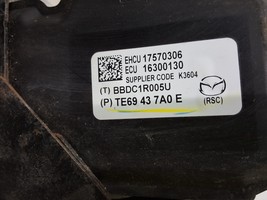 EHCU 17570306
ECU 16300130
SUPPLIER CODE K3604
(T) BBDC1R005U
(P) TE69 43 7A0 E
(RSC)